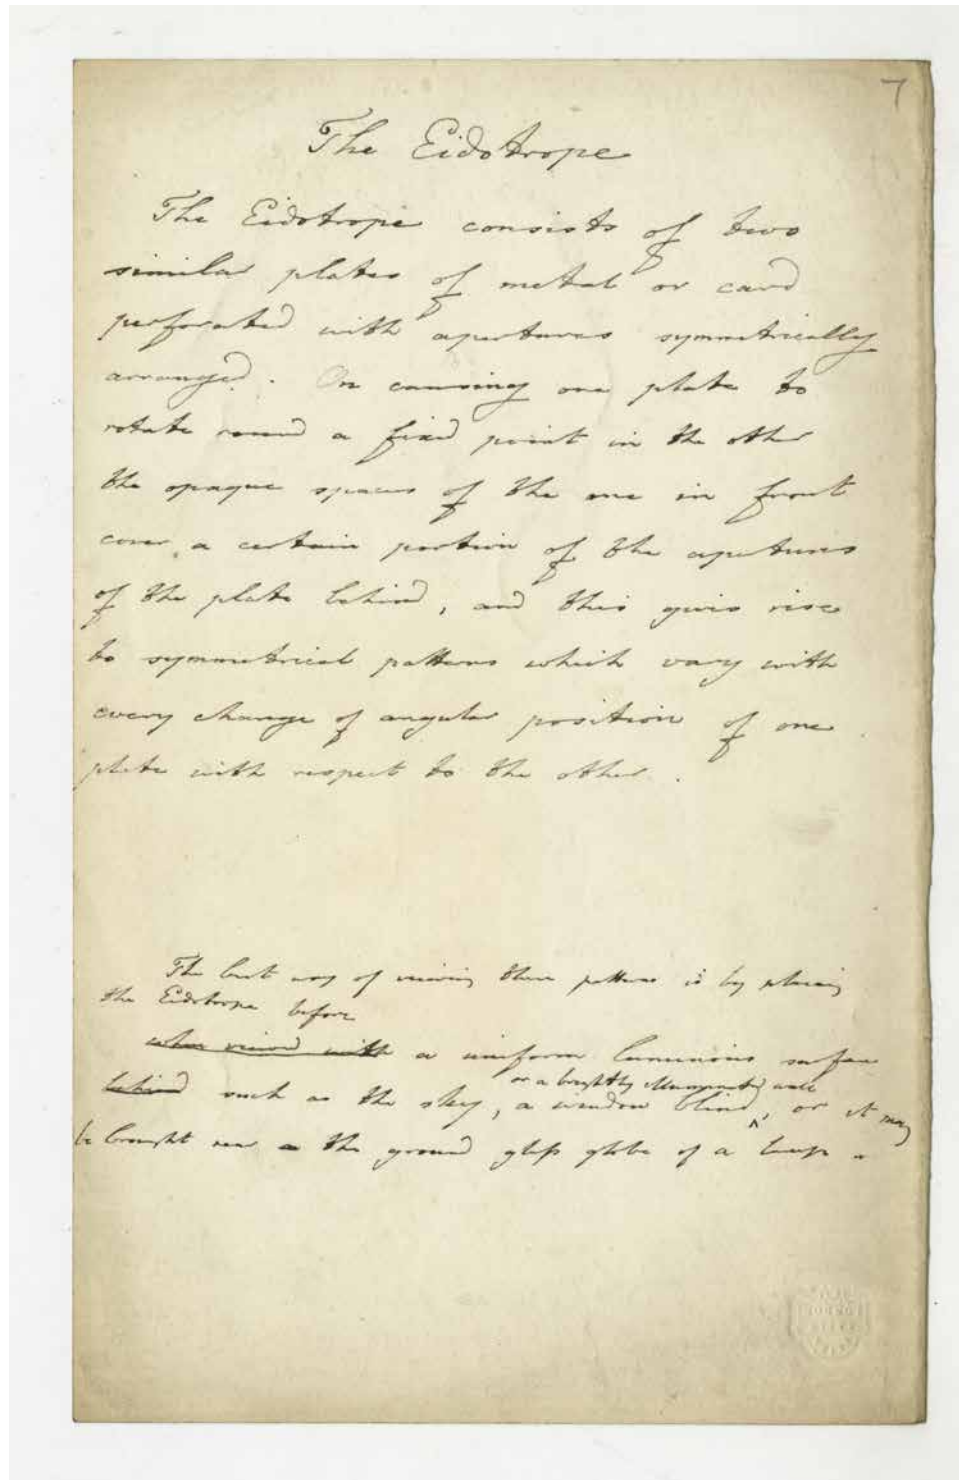 7
The Eidotrope
The Eidotrope consists of two
similar plates of metal or card
perforated with apertures symmetrically
arranged. On causing one plate to
rotate round a fixed point in the other
the opaque spaces of the one in front
cover a certain portion of the apertures
of the plate behind, and this gives rise
to symmetrical patterns which vary with
every change of angular position of one
plate with respect to the other.
The best way of viewing these patterns is by placing
the Eidotrope before
when viewed with a uniform luminous surface
or a brightly illuminated wall
behind such as the sky, a window blind, or it may
be brought near the ground glass globe of a lamp.